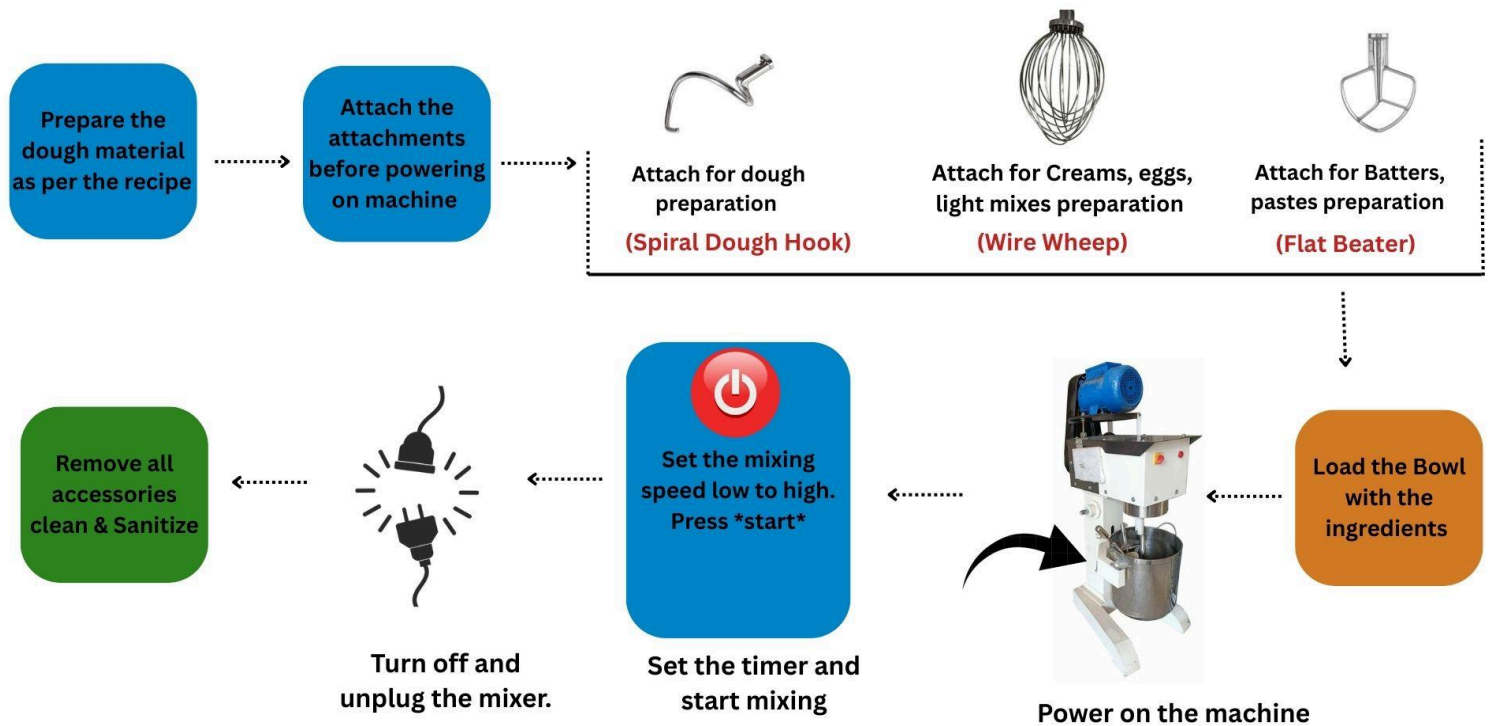 Prepare the
dough material
as per the recipe
Attach the
attachments
before powering
on machine
Attach for dough
preparation
(Spiral Dough Hook)
Attach for Creams, eggs,
light mixes preparation
(Wire Wheep)
Attach for Batters,
pastes preparation
(Flat Beater)
Load the Bowl
with the
ingredients
Power on the machine
Set the mixing
speed low to high.
Press *start*
Set the timer and
start mixing
Turn off and
unplug the mixer.
Remove all
accessories
clean & Sanitize